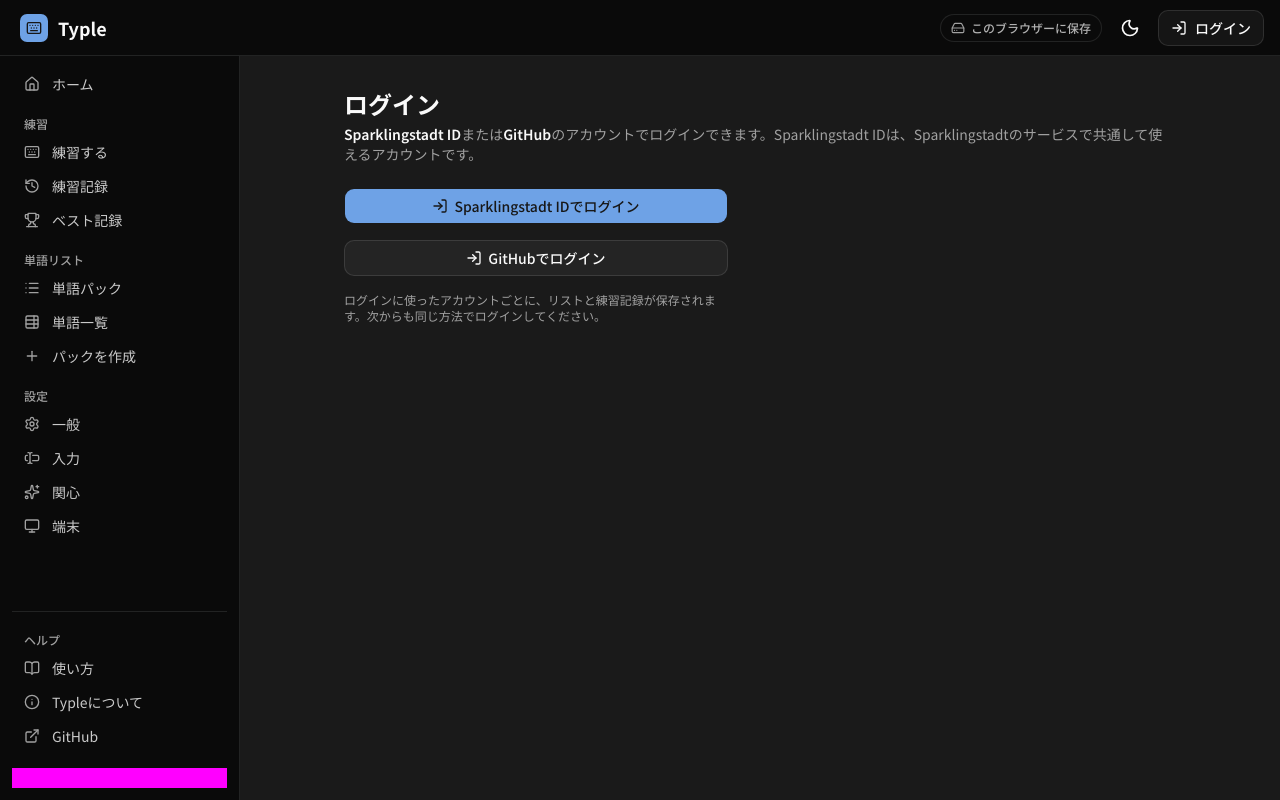 Typle
このブラウザーに保存
ログイン
ホーム
練習
練習する
練習記録
ベスト記録
単語リスト
単語パック
単語一覧
パックを作成
設定
一般
入力
関心
端末
ヘルプ
使い方
Typleについて
GitHub
ログイン
Sparklingstadt IDまたはGitHubのアカウントでログインできます。Sparklingstadt IDは、Sparklingstadtのサービスで共通して使
えるアカウントです。
Sparklingstadt IDでログイン
GitHubでログイン
ログインに使ったアカウントごとに、リストと練習記録が保存されま
す。次からも同じ方法でログインしてください。